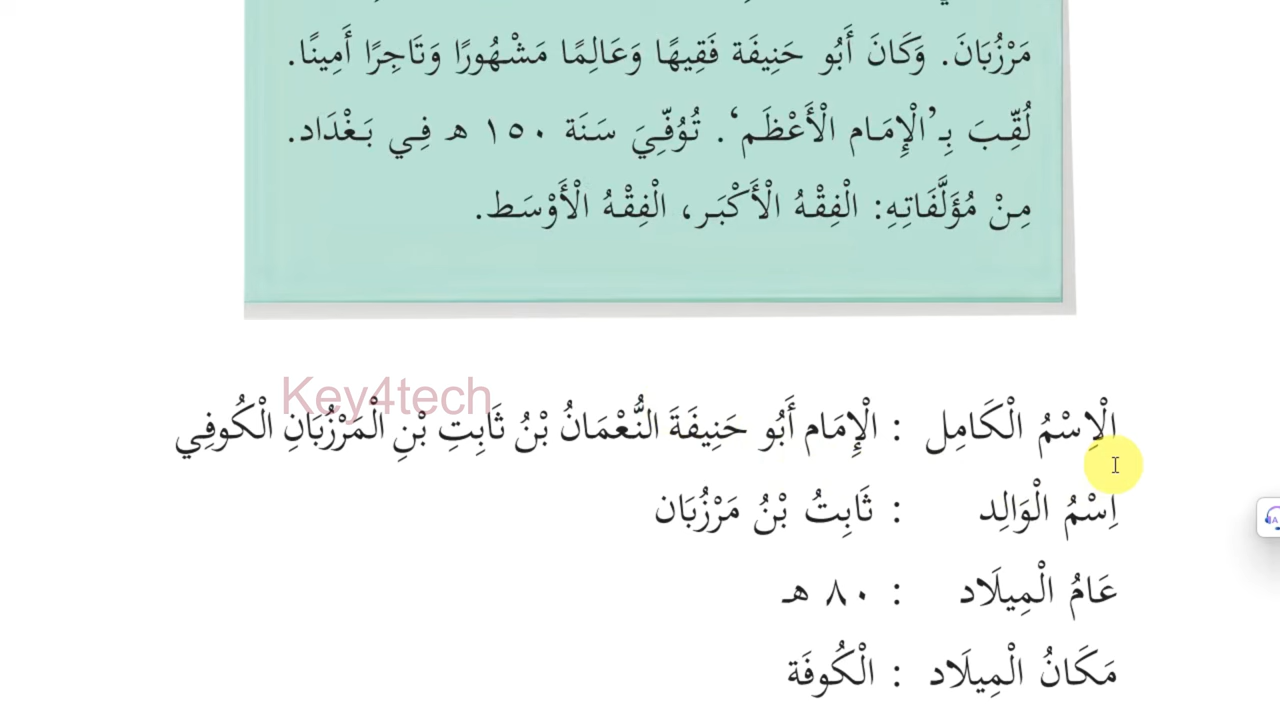 مَرْزُبَانَ. وَكَانَ أَبُو حَنِيفَة فَقِيهًا وَعَالِمًا مَشْهُورًا وَتَاجِرًا أَمِينًا.
لُقِّبَ بِـ’الْإِمَام الْأَعْظَم‘. تُوُفِّيَ سَنَة ١٥٠ هـ فِي بَغْدَاد.
مِنْ مُؤَلَّفَاتِهِ: الْفِقْهُ الْأَكْبَر، الْفِقْهُ الْأَوْسَط.
Key4tech
الْاِسْمُ الْكَامِل : الْإِمَام أَبُو حَنِيفَةَ النُّعْمَانُ بْنُ ثَابِتِ بْنِ الْمَرْزُبَانِ الْكُوفِي
اِسْمُ الْوَالِد : ثَابِتُ بْنُ مَرْزُبَان
عَامُ الْمِيلَاد : ٨٠ هـ
مَكَانُ الْمِيلَاد : الْكُوفَة